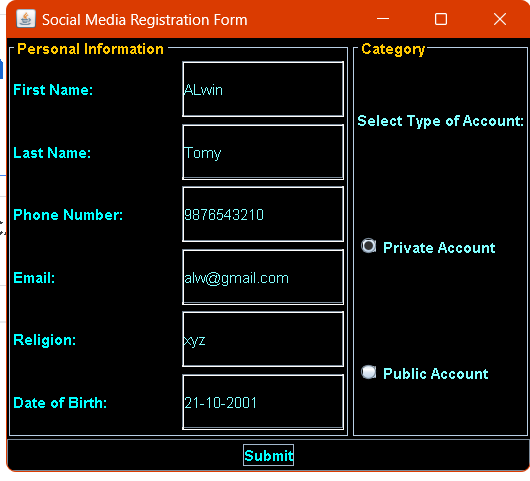 Social Media Registration Form
Personal Information
First Name: ALwin
Last Name: Tomy
Phone Number: 9876543210
Email: alw@gmail.com
Religion: xyz
Date of Birth: 21-10-2001
Category
Select Type of Account:
Private Account
Public Account
Submit